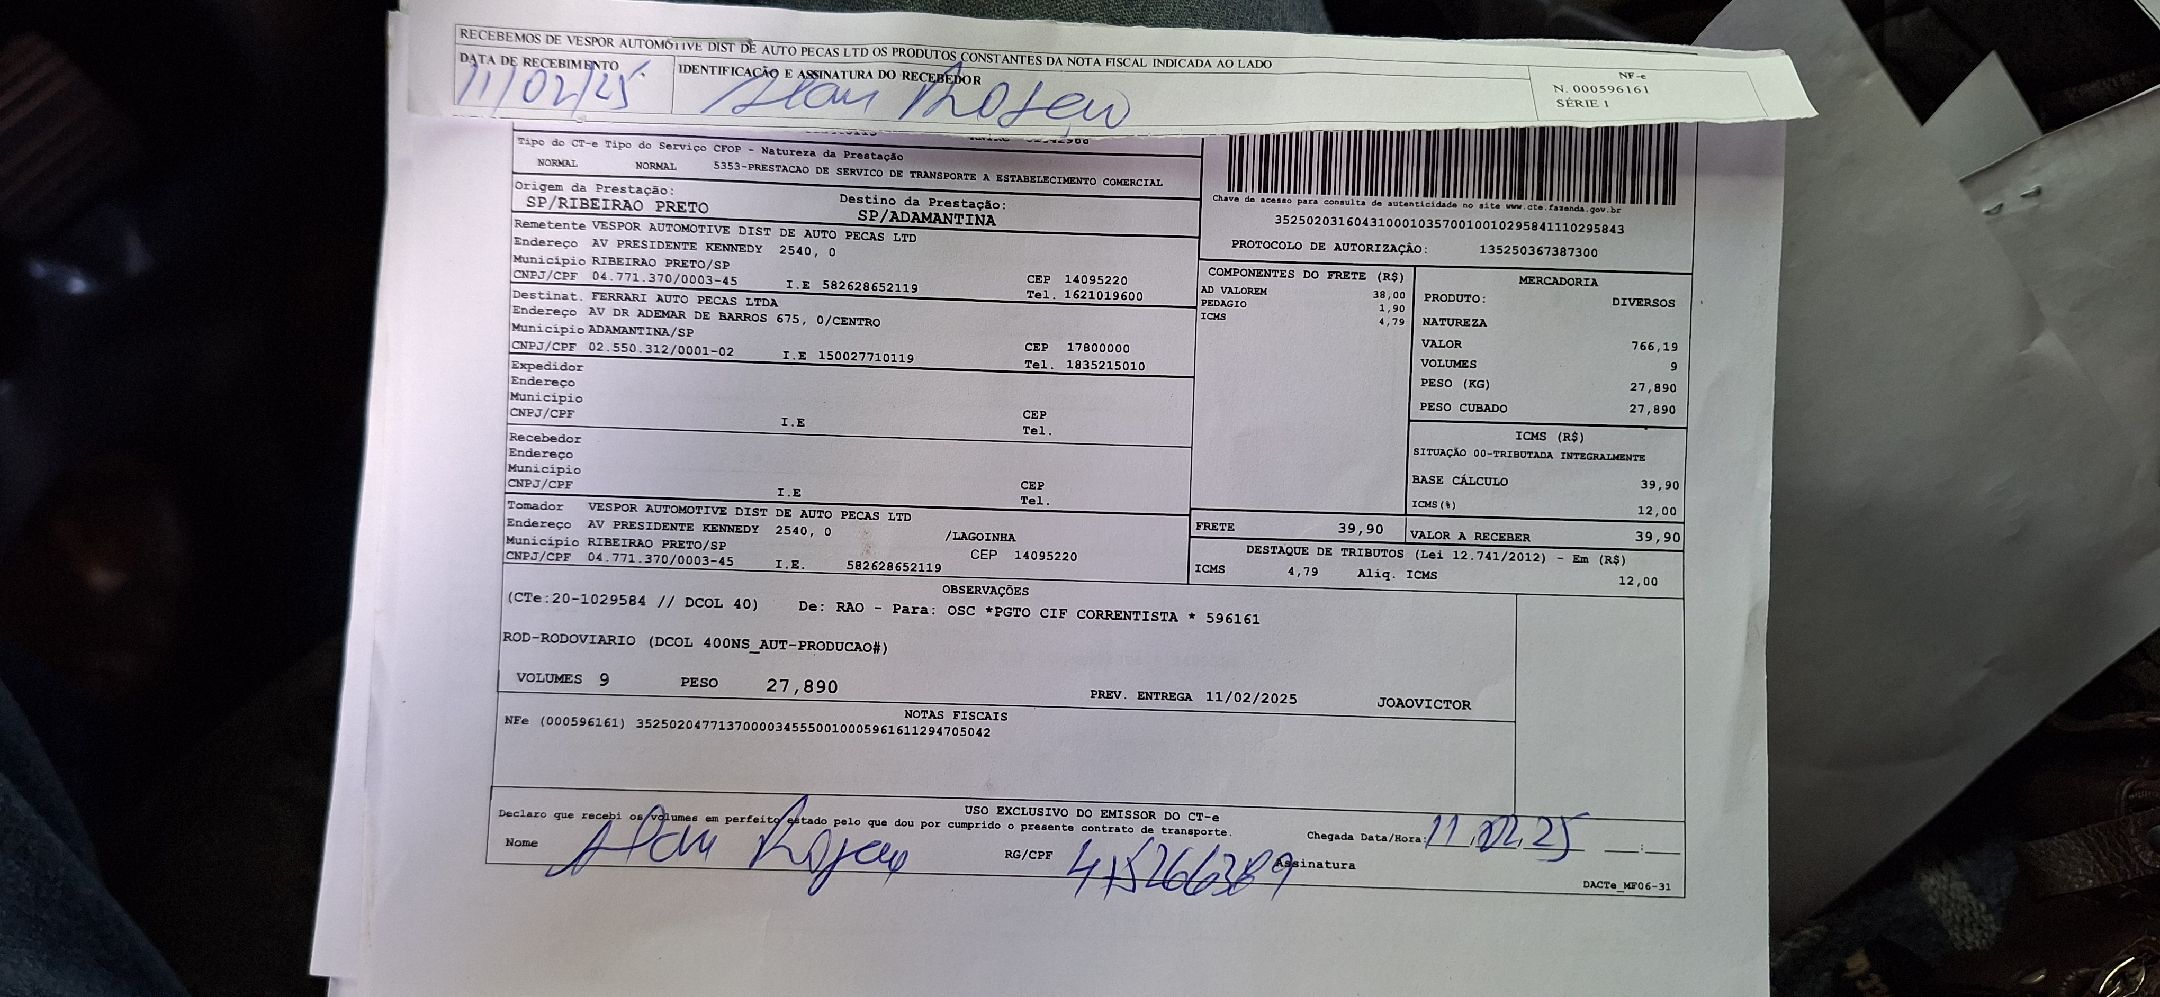 RECEBEMOS DE VESPOR AUTOMOTIVE DIST DE AUTO PECAS LTD OS PRODUTOS CONSTANTES DA NOTA FISCAL INDICADA AO LADO
DATA DE RECEBIMENTO IDENTIFICAÇÃO E ASSINATURA DO RECEBEDOR
11/02/25
NF-e
N. 000596161
SÉRIE 1
Tipo do CT-e Tipo do Serviço CFOP - Natureza da Prestação
NORMAL NORMAL 5353-PRESTACAO DE SERVICO DE TRANSPORTE A ESTABELECIMENTO COMERCIAL
Origem da Prestação: Destino da Prestação:
SP/RIBEIRAO PRETO SP/ADAMANTINA
Remetente VESPOR AUTOMOTIVE DIST DE AUTO PECAS LTD
Endereço AV PRESIDENTE KENNEDY 2540, 0
Município RIBEIRAO PRETO/SP CEP 14095220
CNPJ/CPF 04.771.370/0003-45 I.E 582628652119 Tel. 1621019600
Destinat. FERRARI AUTO PECAS LTDA
Endereço AV DR ADEMAR DE BARROS 675, 0/CENTRO
Município ADAMANTINA/SP CEP 17800000
CNPJ/CPF 02.550.312/0001-02 I.E 150027710119 Tel. 1835215010
Expedidor
Endereço
Município CEP
CNPJ/CPF I.E Tel.
Recebedor
Endereço
Município CEP
CNPJ/CPF I.E Tel.
Tomador VESPOR AUTOMOTIVE DIST DE AUTO PECAS LTD
Endereço AV PRESIDENTE KENNEDY 2540, 0 /LAGOINHA
Município RIBEIRAO PRETO/SP CEP 14095220
CNPJ/CPF 04.771.370/0003-45 I.E. 582628652119
Chave de acesso para consulta de autenticidade no site www.cte.fazenda.gov.br
35250203160431000103570010010295841110295843
PROTOCOLO DE AUTORIZAÇÃO: 135250367387300
COMPONENTES DO FRETE (R$)
AD VALOREM 38,00
PEDAGIO 1,90
ICMS 4,79
MERCADORIA
PRODUTO: DIVERSOS
NATUREZA
VALOR 766,19
VOLUMES 9
PESO (KG) 27,890
PESO CUBADO 27,890
ICMS (R$)
SITUAÇÃO 00-TRIBUTADA INTEGRALMENTE
BASE CÁLCULO 39,90
ICMS(%) 12,00
FRETE 39,90 VALOR A RECEBER 39,90
DESTAQUE DE TRIBUTOS (Lei 12.741/2012) - Em (R$)
ICMS 4,79 Aliq. ICMS 12,00
OBSERVAÇÕES
(CTe:20-1029584 // DCOL 40) De: RAO - Para: OSC *PGTO CIF CORRENTISTA * 596161
ROD-RODOVIARIO (DCOL 400NS_AUT-PRODUCAO#)
VOLUMES 9 PESO 27,890 PREV. ENTREGA 11/02/2025 JOAOVICTOR
NOTAS FISCAIS
NFe (000596161) 35250204771370000345550010005961611294705042
USO EXCLUSIVO DO EMISSOR DO CT-e
Declaro que recebi os volumes em perfeito estado pelo que dou por cumprido o presente contrato de transporte. Chegada Data/Hora: 11.02.25 __:__
Nome RG/CPF 475266389 Assinatura
DACTe_MF06-31